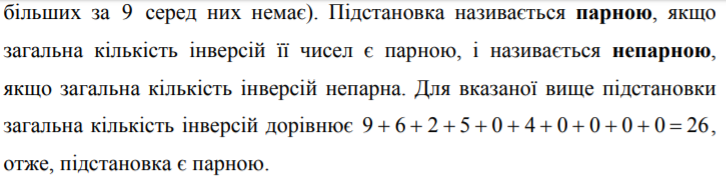 більших за 9 серед них немає). Підстановка називається парною, якщо
загальна кількість інверсій її чисел є парною, і називається непарною,
якщо загальна кількість інверсій непарна. Для вказаної вище підстановки
загальна кількість інверсій дорівнює 9+6+2+5+0+4+0+0+0+0=26,
отже, підстановка є парною.